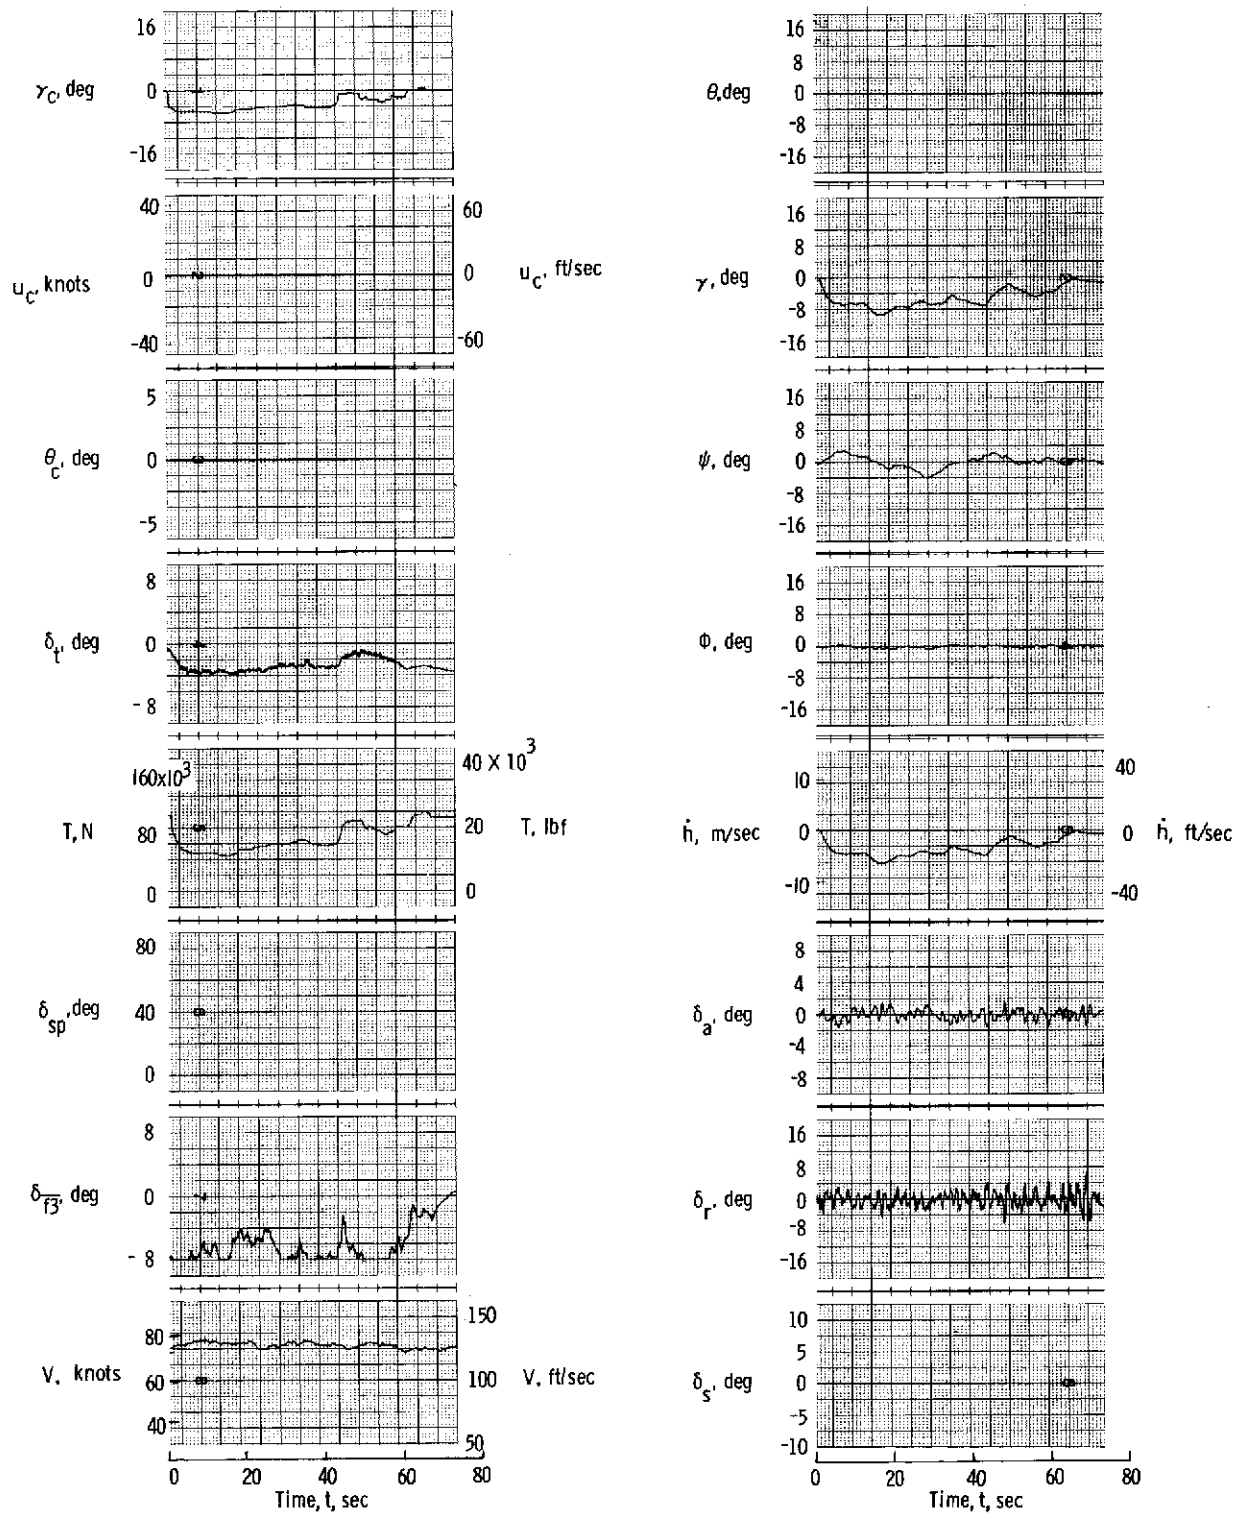 16
γc, deg
0
-16
40
60
uc, knots
0
0
uc, ft/sec
-40
-60
5
θc, deg
0
-5
8
δt, deg
0
-8
160x10³
40 X 10³
T, N
80
20
T, lbf
0
0
80
δsp, deg
40
0
8
δf3, deg
0
-8
150
80
V, knots
60
100
V, ft/sec
40
50
0 20 40 60 80
Time, t, sec
16
8
θ, deg
0
-8
-16
16
8
γ, deg
0
-8
-16
16
8
ψ, deg
0
-8
-16
16
8
Φ, deg
0
-8
-16
10
40
ḣ, m/sec
0
0
ḣ, ft/sec
-10
-40
8
4
δa, deg
0
-4
-8
16
8
δr, deg
0
-8
-16
10
5
δs, deg
0
-5
-10
0 20 40 60 80
Time, t, sec